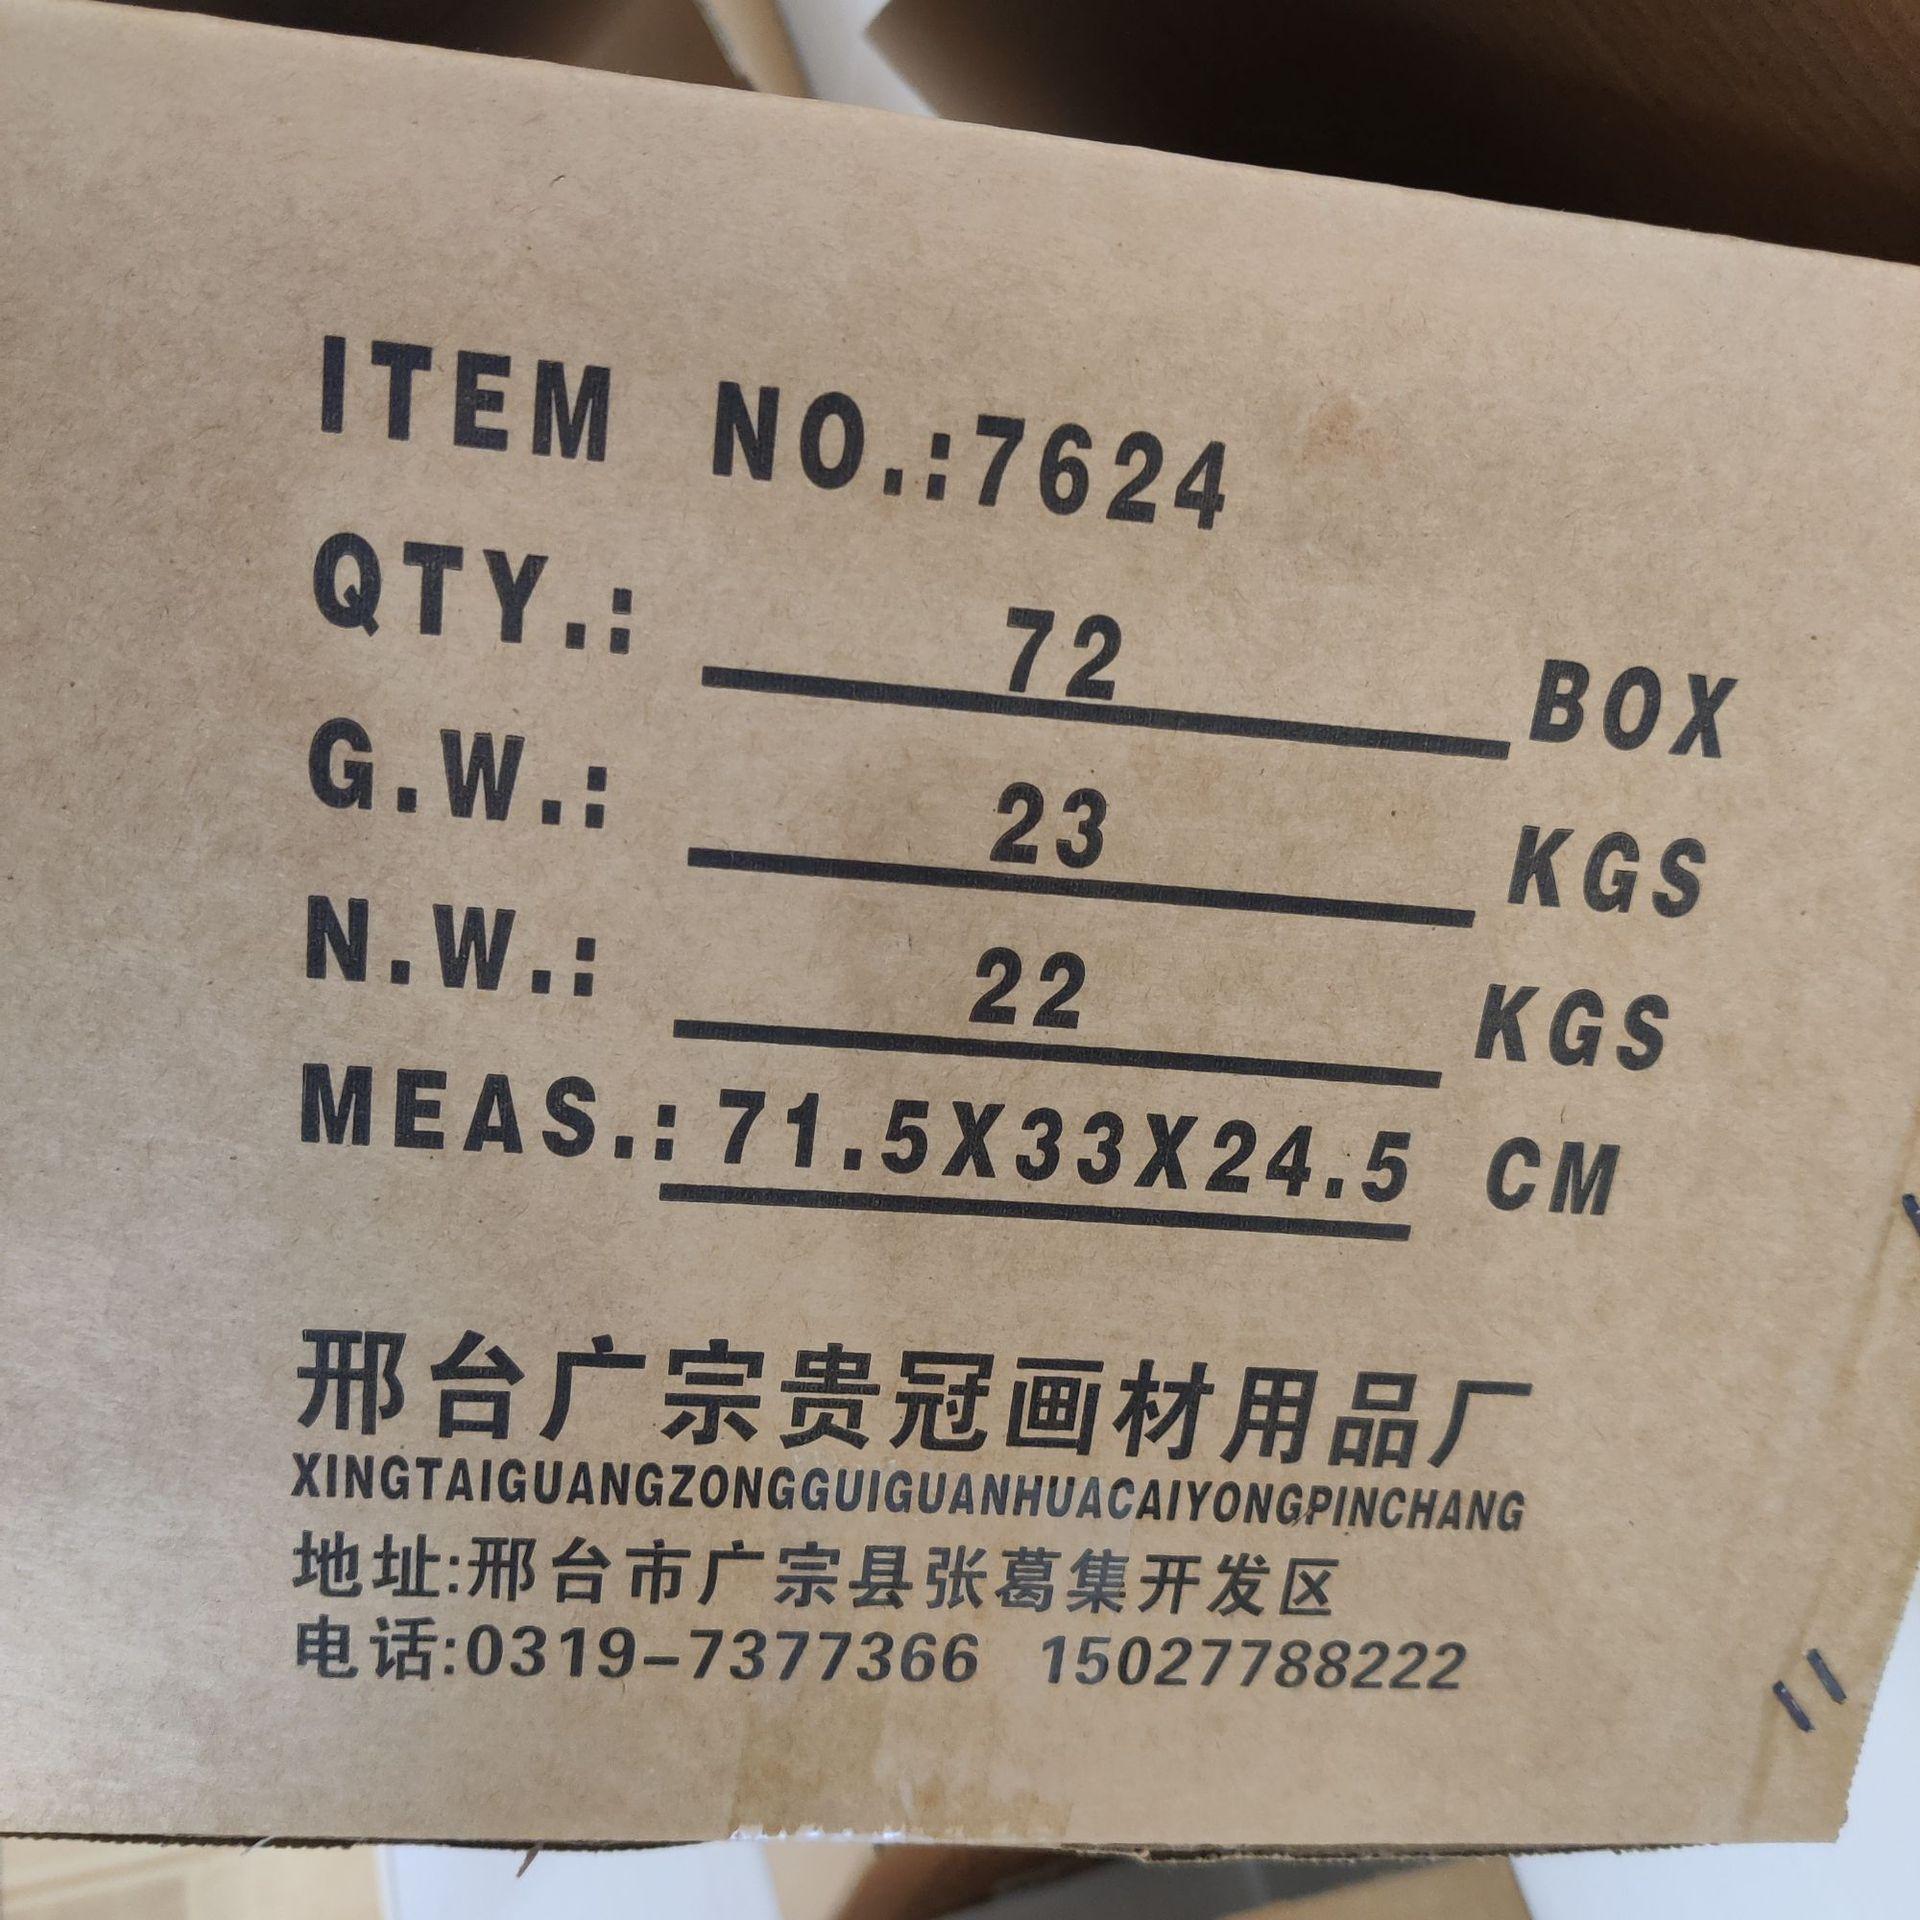 ITEM NO.:7624
QTY.: 72 BOX
G.W.: 23 KGS
N.W.: 22 KGS
MEAS.: 71.5X33X24.5 CM
邢台广宗贵冠画材用品厂
XINGTAIGUANGZONGGUIGUANHUACAIYONGPINCHANG
地址:邢台市广宗县张葛集开发区
电话:0319-7377366 15027788222